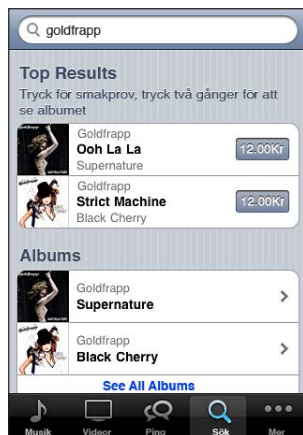 goldfrapp
Top Results
Tryck för smakprov, tryck två gånger för att
se albumet
Goldfrapp
Ooh La La
Supernature
12.00Kr
Goldfrapp
Strict Machine
Black Cherry
12.00Kr
Albums
Goldfrapp
Supernature
Goldfrapp
Black Cherry
See All Albums
Musik
Videor
Ping
Sök
Mer